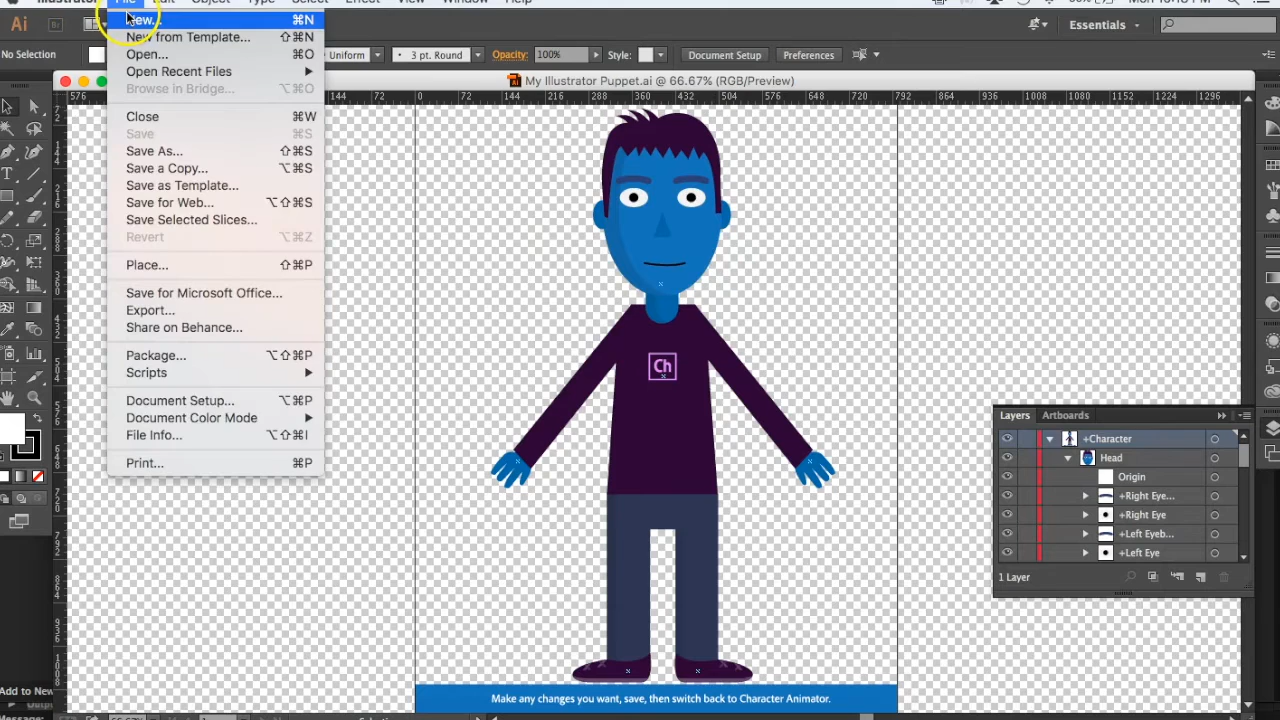 Illustrator File Edit Object Type Select Effect View Window Help
Ai Br Essentials
No Selection Uniform 3 pt. Round Opacity: 100% Style: Document Setup Preferences
My Illustrator Puppet.ai @ 66.67% (RGB/Preview)
576 144 72 0 72 144 216 288 360 432 504 576 648 720 792 864 936 1008 1080 1152 1224 1296
New... ⌘N
New from Template... ⇧⌘N
Open... ⌘O
Open Recent Files ▶
Browse in Bridge... ⌥⌘O
Close ⌘W
Save ⌘S
Save As... ⇧⌘S
Save a Copy... ⌥⌘S
Save as Template...
Save for Web... ⌥⇧⌘S
Save Selected Slices...
Revert ⌥⌘Z
Place... ⇧⌘P
Save for Microsoft Office...
Export...
Share on Behance...
Package... ⌥⇧⌘P
Scripts ▶
Document Setup... ⌥⌘P
Document Color Mode ▶
File Info... ⌥⇧⌘I
Print... ⌘P
Ch
Layers Artboards
+Character
Head
Origin
+Right Eye...
+Right Eye
+Left Eyeb...
+Left Eye
1 Layer
Make any changes you want, save, then switch back to Character Animator.
Add to New
Message:
66.67%
Selection